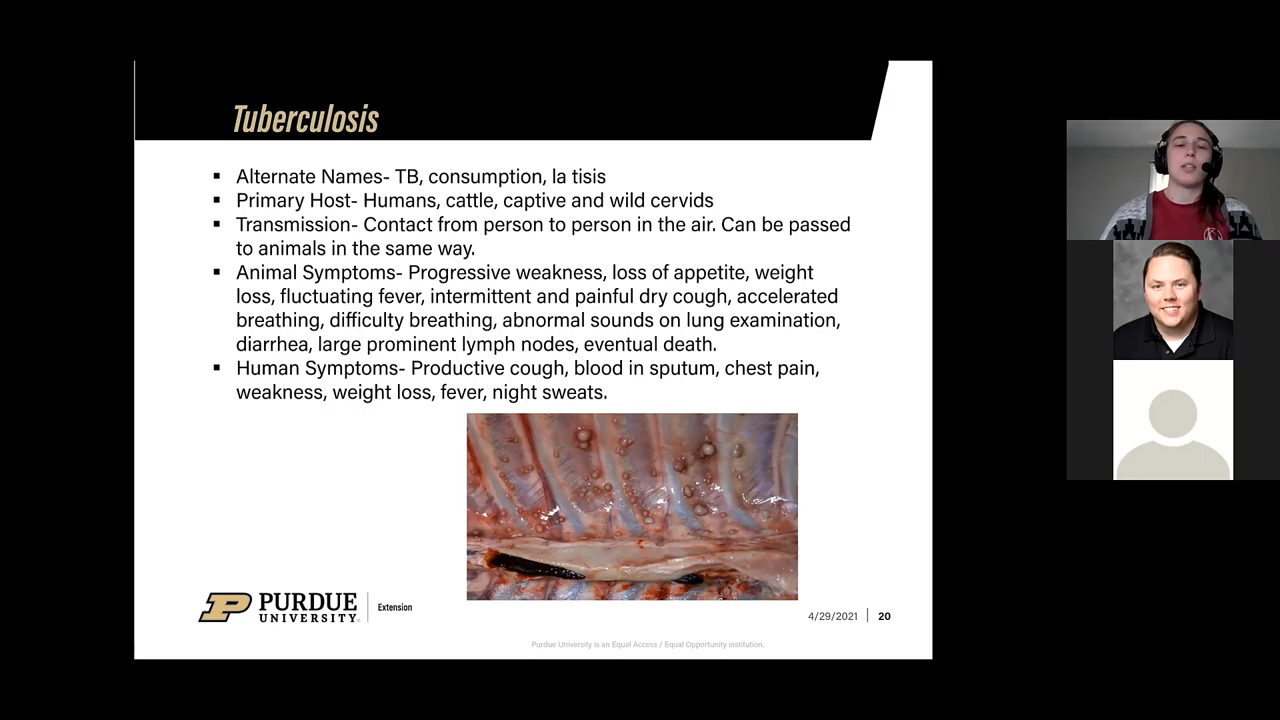 Tuberculosis
▪ Alternate Names- TB, consumption, la tisis
▪ Primary Host- Humans, cattle, captive and wild cervids
▪ Transmission- Contact from person to person in the air. Can be passed
to animals in the same way.
▪ Animal Symptoms- Progressive weakness, loss of appetite, weight
loss, fluctuating fever, intermittent and painful dry cough, accelerated
breathing, difficulty breathing, abnormal sounds on lung examination,
diarrhea, large prominent lymph nodes, eventual death.
▪ Human Symptoms- Productive cough, blood in sputum, chest pain,
weakness, weight loss, fever, night sweats.
P PURDUE
UNIVERSITY®
Extension
4/29/2021 | 20
Purdue University is an Equal Access / Equal Opportunity institution.